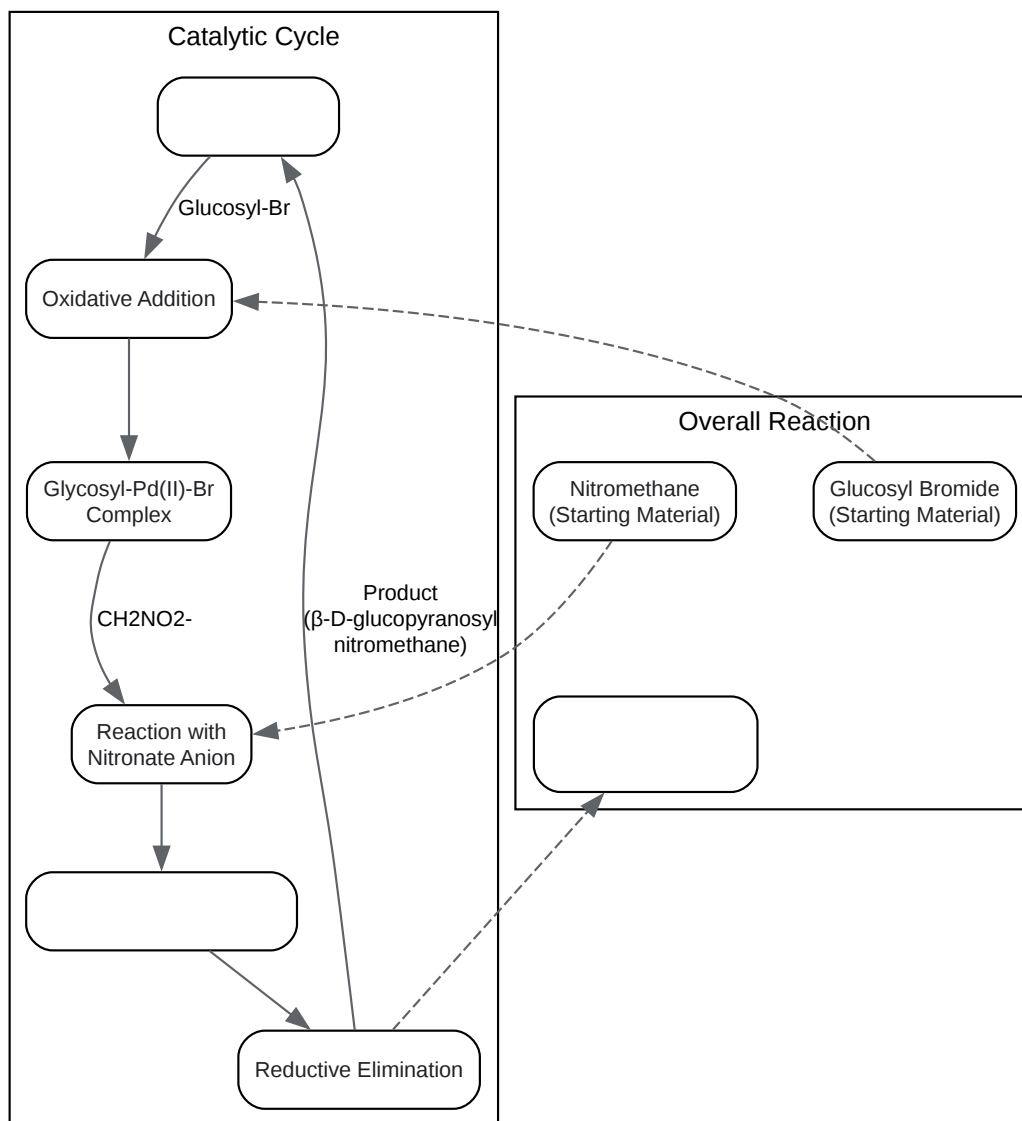 Catalytic Cycle
Glucosyl-Br
Oxidative Addition
Overall Reaction
Glycosyl-Pd(II)-Br
Complex
Nitromethane
(Starting Material)
Glucosyl Bromide
(Starting Material)
CH2NO2-
Product
(β-D-glucopyranosyl
nitromethane)
Reaction with
Nitronate Anion
Reductive Elimination